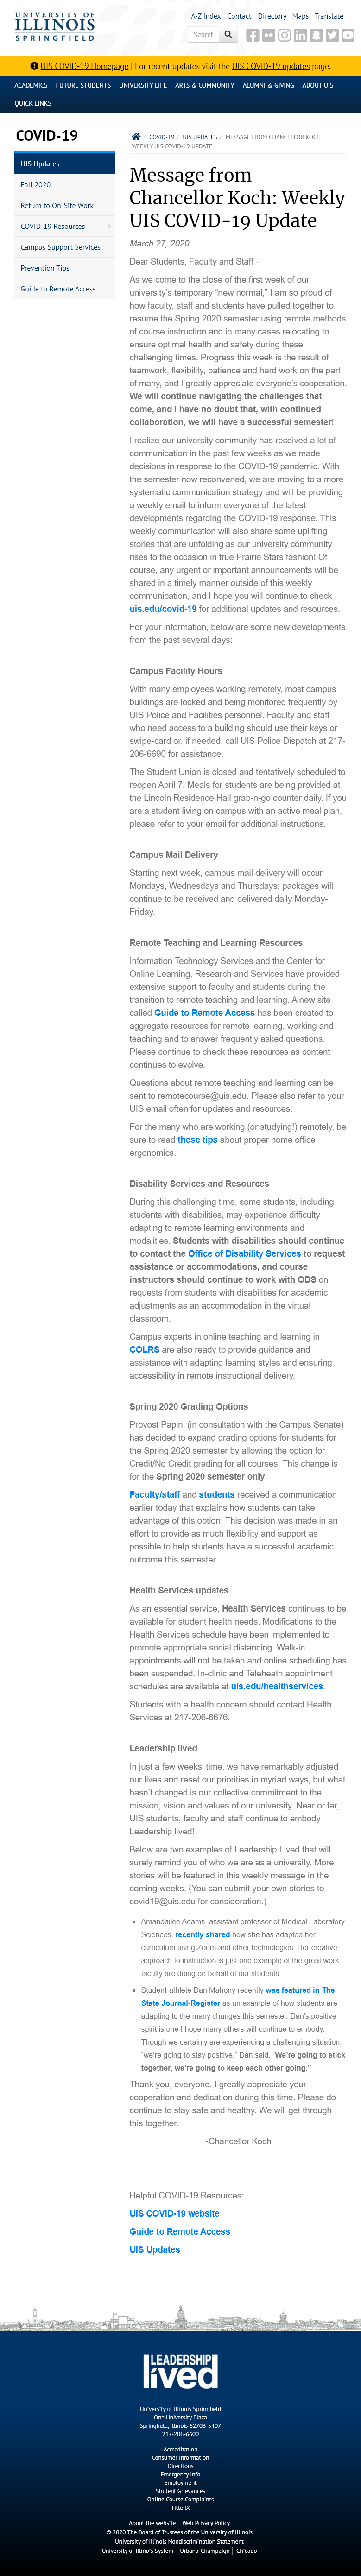 UNIVERSITY OF
ILLINOIS
SPRINGFIELD
A-Z Index Contact Directory Maps Translate
Search
UIS COVID-19 Homepage | For recent updates visit the UIS COVID-19 updates page.
ACADEMICS FUTURE STUDENTS UNIVERSITY LIFE ARTS & COMMUNITY ALUMNI & GIVING ABOUT UIS
QUICK LINKS
COVID-19
UIS Updates
Fall 2020
Return to On-Site Work
COVID-19 Resources
Campus Support Services
Prevention Tips
Guide to Remote Access
/ COVID-19 / UIS UPDATES / MESSAGE FROM CHANCELLOR KOCH:
WEEKLY UIS COVID-19 UPDATE
Message from
Chancellor Koch: Weekly
UIS COVID-19 Update
March 27, 2020
Dear Students, Faculty and Staff –
As we come to the close of the first week of our
university's temporary “new normal,” I am so proud of
how faculty, staff and students have pulled together to
resume the Spring 2020 semester using remote methods
of course instruction and in many cases relocating to
ensure optimal health and safety during these
challenging times. Progress this week is the result of
teamwork, flexibility, patience and hard work on the part
of many, and I greatly appreciate everyone's cooperation.
We will continue navigating the challenges that
come, and I have no doubt that, with continued
collaboration, we will have a successful semester!
I realize our university has received a lot of
communication in the past few weeks as we made
decisions in response to the COVID-19 pandemic. With
the semester now reconvened, we are moving to a more
systematic communication strategy and will be providing
a weekly email to inform everyone of the latest
developments regarding the COVID-19 response. This
weekly communication will also share some uplifting
stories that are unfolding as our university community
rises to the occasion in true Prairie Stars fashion! Of
course, any urgent or important announcements will be
shared in a timely manner outside of this weekly
communication, and I hope you will continue to check
uis.edu/covid-19 for additional updates and resources.
For your information, below are some new developments
from the past several days:
Campus Facility Hours
With many employees working remotely, most campus
buildings are locked and being monitored frequently by
UIS Police and Facilities personnel. Faculty and staff
who need access to a building should use their keys or
swipe-card or, if needed, call UIS Police Dispatch at 217-
206-6690 for assistance.
The Student Union is closed and tentatively scheduled to
reopen April 7. Meals for students are being provided at
the Lincoln Residence Hall grab-n-go counter daily. If you
are a student living on campus with an active meal plan,
please refer to your email for additional instructions.
Campus Mail Delivery
Starting next week, campus mail delivery will occur
Mondays, Wednesdays and Thursdays; packages will
continue to be received and delivered daily Monday-
Friday.
Remote Teaching and Learning Resources
Information Technology Services and the Center for
Online Learning, Research and Services have provided
extensive support to faculty and students during the
transition to remote teaching and learning. A new site
called Guide to Remote Access has been created to
aggregate resources for remote learning, working and
teaching and to answer frequently asked questions.
Please continue to check these resources as content
continues to evolve.
Questions about remote teaching and learning can be
sent to remotecourse@uis.edu. Please also refer to your
UIS email often for updates and resources.
For the many who are working (or studying!) remotely, be
sure to read these tips about proper home office
ergonomics.
Disability Services and Resources
During this challenging time, some students, including
students with disabilities, may experience difficulty
adapting to remote learning environments and
modalities. Students with disabilities should continue
to contact the Office of Disability Services to request
assistance or accommodations, and course
instructors should continue to work with ODS on
requests from students with disabilities for academic
adjustments as an accommodation in the virtual
classroom.
Campus experts in online teaching and learning in
COLRS are also ready to provide guidance and
assistance with adapting learning styles and ensuring
accessibility in remote instructional delivery.
Spring 2020 Grading Options
Provost Papini (in consultation with the Campus Senate)
has decided to expand grading options for students for
the Spring 2020 semester by allowing the option for
Credit/No Credit grading for all courses. This change is
for the Spring 2020 semester only.
Faculty/staff and students received a communication
earlier today that explains how students can take
advantage of this option. This decision was made in an
effort to provide as much flexibility and support as
possible to help students have a successful academic
outcome this semester.
Health Services updates
As an essential service, Health Services continues to be
available for student health needs. Modifications to the
Health Services schedule have been implemented to
promote appropriate social distancing. Walk-in
appointments will not be taken and online scheduling has
been suspended. In-clinic and Teleheath appointment
schedules are available at uis.edu/healthservices.
Students with a health concern should contact Health
Services at 217-206-6676.
Leadership lived
In just a few weeks' time, we have remarkably adjusted
our lives and reset our priorities in myriad ways, but what
hasn't changed is our collective commitment to the
mission, vision and values of our university. Near or far,
UIS students, faculty and staff continue to embody
Leadership lived!
Below are two examples of Leadership Lived that will
surely remind you of who we are as a university. More
stories will be featured in this weekly message in the
coming weeks. (You can submit your own stories to
covid19@uis.edu for consideration.)
Amandailee Adams, assistant professor of Medical Laboratory
Sciences, recently shared how she has adapted her
curriculum using Zoom and other technologies. Her creative
approach to instruction is just one example of the great work
faculty are doing on behalf of our students.
Student-athlete Dan Mahony recently was featured in The
State Journal-Register as an example of how students are
adapting to the many changes this semester. Dan's positive
spirit is one I hope many others will continue to embody.
Though we certainly are experiencing a challenging situation,
“we're going to stay positive,” Dan said. “We're going to stick
together, we're going to keep each other going.”
Thank you, everyone. I greatly appreciate your
cooperation and dedication during this time. Please do
continue to stay safe and healthy. We will get through
this together.
-Chancellor Koch
Helpful COVID-19 Resources:
UIS COVID-19 website
Guide to Remote Access
UIS Updates
LEADERSHIP
lived
University of Illinois Springfield
One University Plaza
Springfield, Illinois 62703-5407
217-206-6600
Accreditation
Consumer Information
Directions
Emergency Info
Employment
Student Grievances
Online Course Complaints
Title IX
About the website | Web Privacy Policy
© 2020 The Board of Trustees of the University of Illinois
University of Illinois Nondiscrimination Statement
University of Illinois System | Urbana-Champaign | Chicago